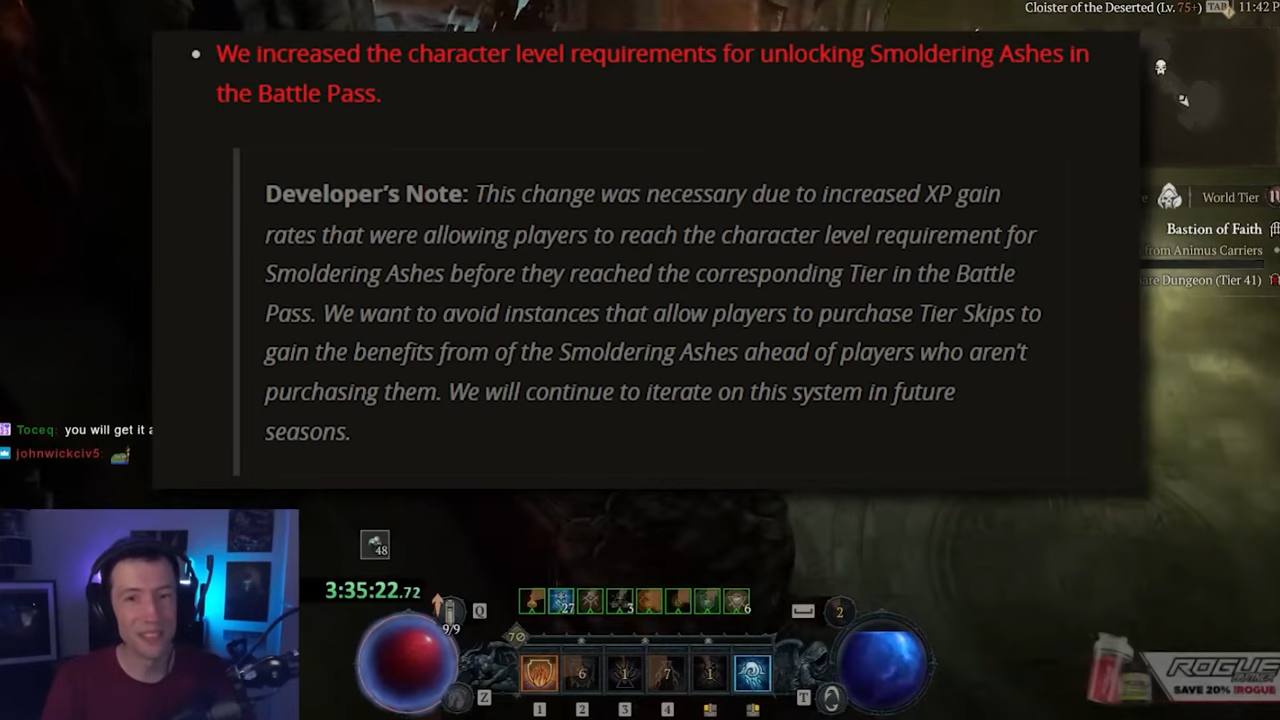 Cloister of the Deserted (Lv. 75+) TAB 11:42 P
• We increased the character level requirements for unlocking Smoldering Ashes in
the Battle Pass.
Developer's Note: This change was necessary due to increased XP gain
rates that were allowing players to reach the character level requirement for
Smoldering Ashes before they reached the corresponding Tier in the Battle
Pass. We want to avoid instances that allow players to purchase Tier Skips to
gain the benefits from of the Smoldering Ashes ahead of players who aren't
purchasing them. We will continue to iterate on this system in future
seasons.
World Tier
Bastion of Faith
from Animus Carriers
are Dungeon (Tier 41)
Toceq: you will get it a
johnwickciv5:
48
3:35:22.72
9/9
Q
27
3
6
2
70
6
1
7
1
Z
T
1
2
3
4
ROGUE
SAVE 20% !ROGUE